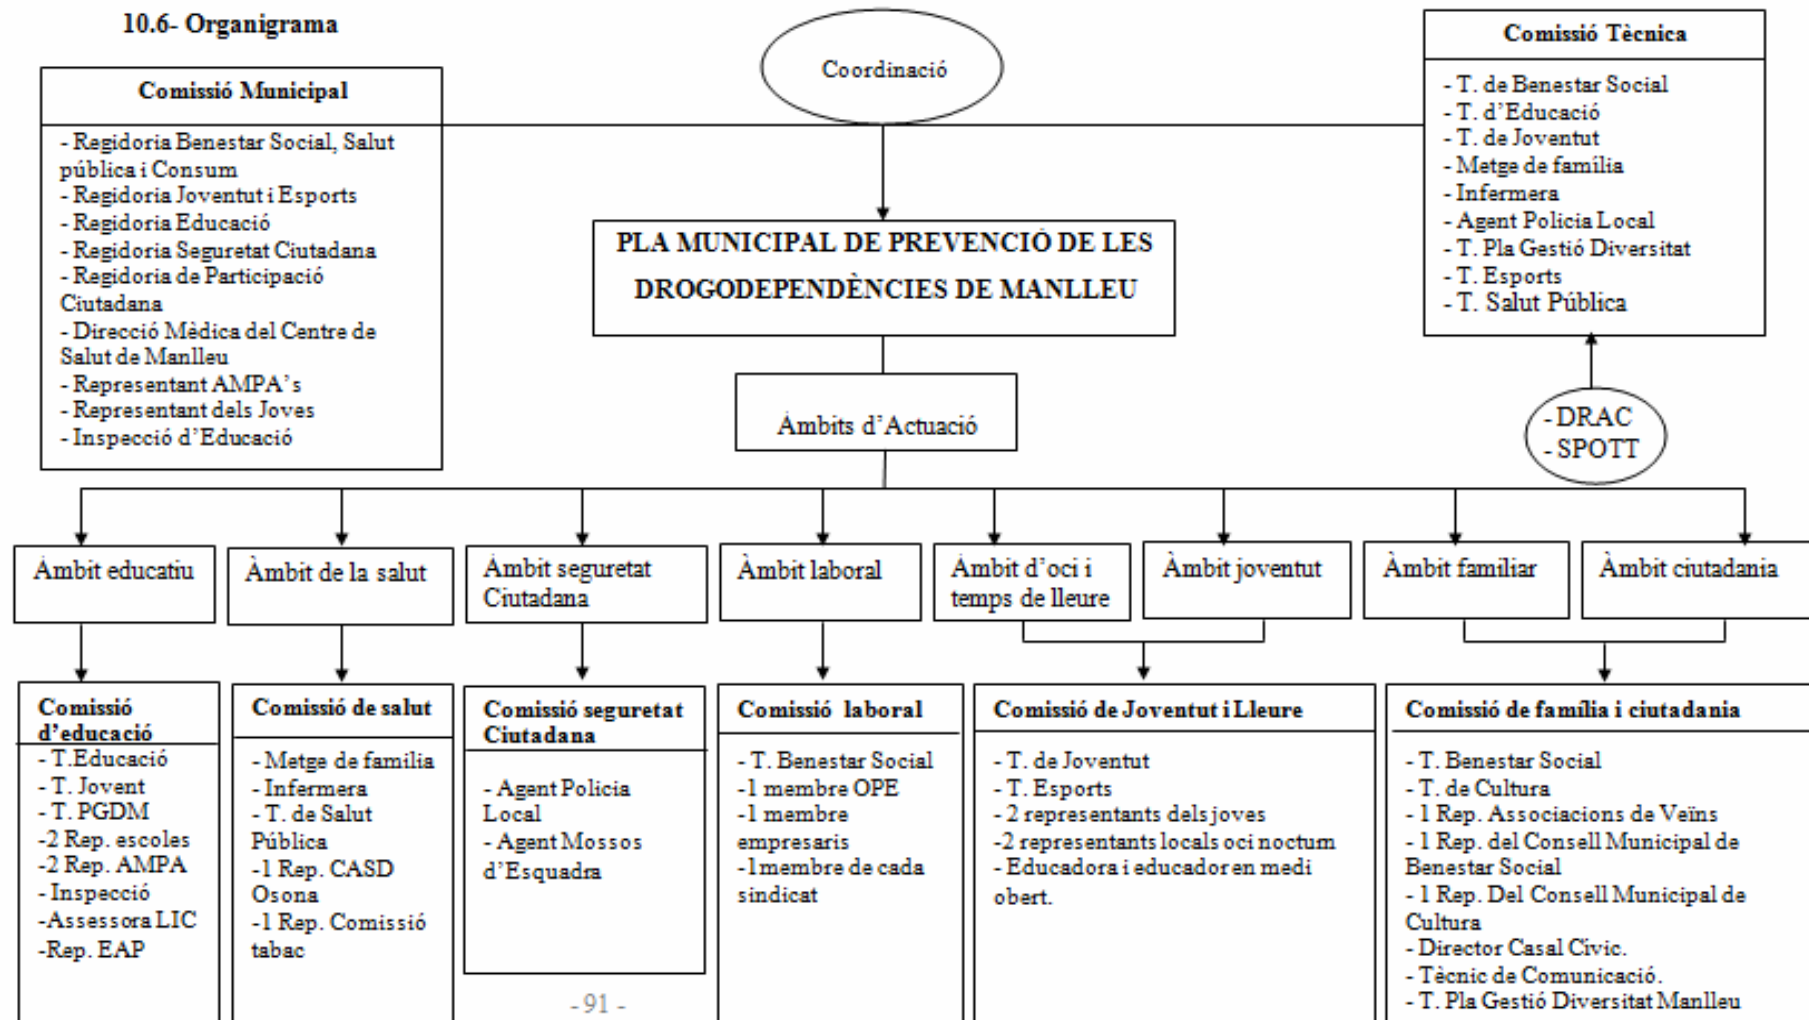 10.6- Organigrama
Comissió Municipal
- Regidoria Benestar Social, Salut
pública i Consum
- Regidoria Joventut i Esports
- Regidoria Educació
- Regidoria Seguretat Ciutadana
- Regidoria de Participació
Ciutadana
- Direcció Mèdica del Centre de
Salut de Manlleu
- Representant AMPA's
- Representant dels Joves
- Inspecció d'Educació
Coordinació
Comissió Tècnica
- T. de Benestar Social
- T. d'Educació
- T. de Joventut
- Metge de família
- Infermera
- Agent Policia Local
- T. Pla Gestió Diversitat
- T. Esports
- T. Salut Pública
- DRAC
- SPOTT
PLA MUNICIPAL DE PREVENCIÓ DE LES
DROGODEPENDÈNCIES DE MANLLEU
Àmbits d'Actuació
Àmbit educatiu
Àmbit de la salut
Àmbit seguretat
Ciutadana
Àmbit laboral
Àmbit d'oci i
temps de lleure
Àmbit joventut
Àmbit familiar
Àmbit ciutadania
Comissió
d'educació
- T.Educació
- T. Jovent
- T. PGDM
-2 Rep. escoles
-2 Rep. AMPA
- Inspecció
-Assessora LIC
-Rep. EAP
Comissió de salut
- Metge de familia
- Infermera
- T. de Salut
Pública
-1 Rep. CASD
Osona
-1 Rep. Comissió
tabac
Comissió seguretat
Ciutadana
- Agent Policia
Local
- Agent Mossos
d'Esquadra
Comissió laboral
- T. Benestar Social
-1 membre OPE
-1 membre
empresaris
-1membre de cada
sindicat
Comissió de Joventut i Lleure
- T. de Joventut
- T. Esports
- 2 representants dels joves
-2 representants locals oci nocturn
- Educadora i educador en medi
obert.
Comissió de família i ciutadania
- T. Benestar Social
- T. de Cultura
- 1 Rep. Associacions de Veïns
- 1 Rep. del Consell Municipal de
Benestar Social
- 1 Rep. Del Consell Municipal de
Cultura
- Director Casal Cívic.
- Tècnic de Comunicació.
- T. Pla Gestió Diversitat Manlleu
- 91 -